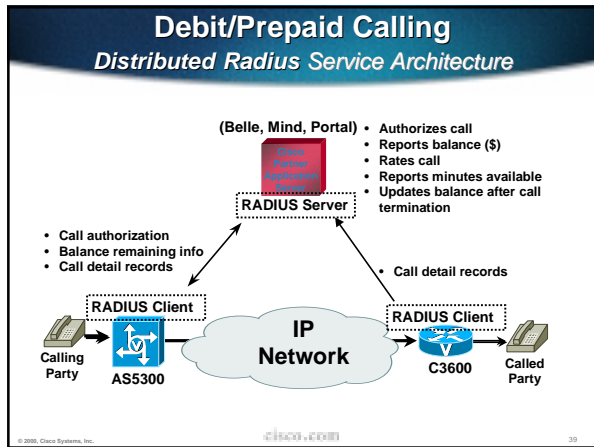 Debit/Prepaid Calling
Distributed Radius Service Architecture
(Belle, Mind, Portal)
Cisco
Partner
Application
Server
RADIUS Server
• Authorizes call
• Reports balance ($)
• Rates call
• Reports minutes available
• Updates balance after call
termination
• Call authorization
• Balance remaining info
• Call detail records
• Call detail records
RADIUS Client
RADIUS Client
IP
Network
Calling
Party
AS5300
V
V
C3600
Called
Party
© 2000, Cisco Systems, Inc.
cisco.com
39